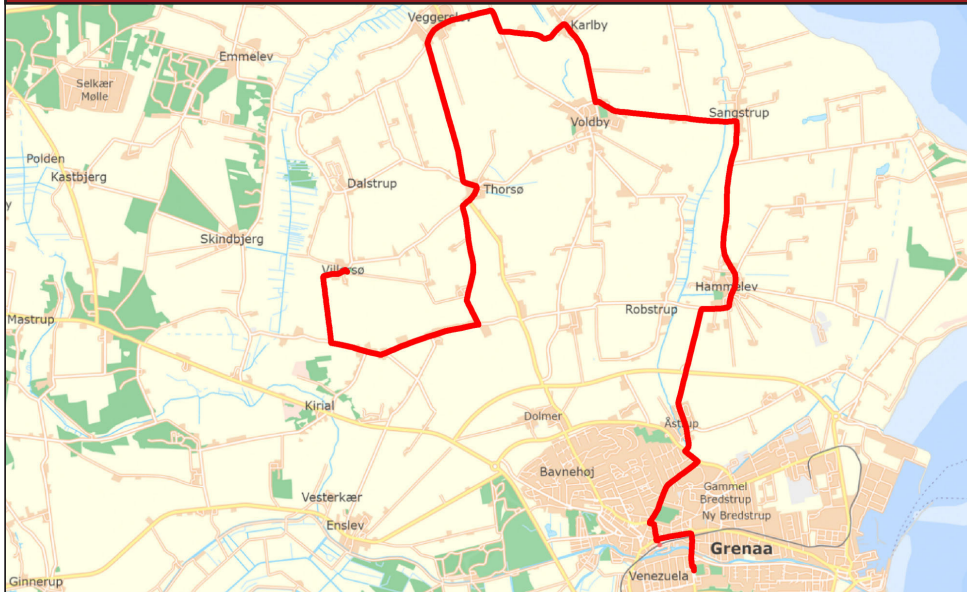 Karlby
Emmelev
Selkær
Mølle
Sangstrup
Voldby
Polden
Kastbjerg
Dalstrup
Thorsø
Skindbjerg
Hammelev
Robstrup
Mastrup
Kirial
Dolmer
Bavnehøj
Gammel
Bredstrup
Ny Bredstrup
Vesterkær
Enslev
Grenaa
Venezuela
Ginnerup